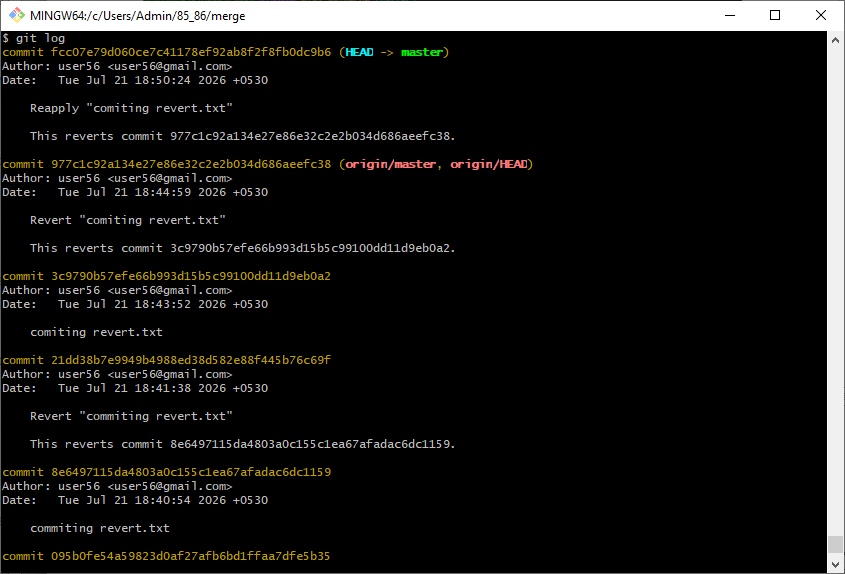 MINGW64:/c/Users/Admin/85_86/merge
$ git log
commit fcc07e79d060ce7c41178ef92ab8f2f8fb0dc9b6 (HEAD -> master)
Author: user56 <user56@gmail.com>
Date:   Tue Jul 21 18:50:24 2026 +0530
    Reapply "comiting revert.txt"
    This reverts commit 977c1c92a134e27e86e32c2e2b034d686aeefc38.
commit 977c1c92a134e27e86e32c2e2b034d686aeefc38 (origin/master, origin/HEAD)
Author: user56 <user56@gmail.com>
Date:   Tue Jul 21 18:44:59 2026 +0530
    Revert "comiting revert.txt"
    This reverts commit 3c9790b57efe66b993d15b5c99100dd11d9eb0a2.
commit 3c9790b57efe66b993d15b5c99100dd11d9eb0a2
Author: user56 <user56@gmail.com>
Date:   Tue Jul 21 18:43:52 2026 +0530
    comiting revert.txt
commit 21dd38b7e9949b4988ed38d582e88f445b76c69f
Author: user56 <user56@gmail.com>
Date:   Tue Jul 21 18:41:38 2026 +0530
    Revert "commiting revert.txt"
    This reverts commit 8e6497115da4803a0c155c1ea67afadac6dc1159.
commit 8e6497115da4803a0c155c1ea67afadac6dc1159
Author: user56 <user56@gmail.com>
Date:   Tue Jul 21 18:40:54 2026 +0530
    commiting revert.txt
commit 095b0fe54a59823d0af27afb6bd1ffaa7dfe5b35